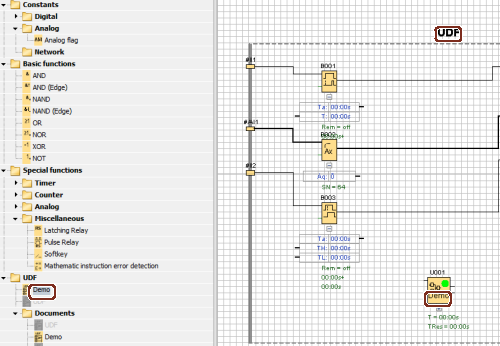 Constants
Digital
Analog
Analog flag
Network
Basic functions
AND
AND (Edge)
NAND
NAND (Edge)
OR
NOR
XOR
NOT
Special functions
Timer
Counter
Analog
Miscellaneous
Latching Relay
Pulse Relay
Softkey
Mathematic instruction error detection
UDF
Demo
UDF
Documents
UDF
Demo
UDF
#I1
B001
Ta: 00:00s
T: 00:00s
Rem = off
00:00s+
#AI1
B002
Ax
Aq: 0
SN = 64
#I2
B003
Ta: 00:00s
TH: 00:00s
TL: 00:00s
Rem = off
00:00s+
00:00s
U001
Demo
T = 00:00s
TRes = 00:00s